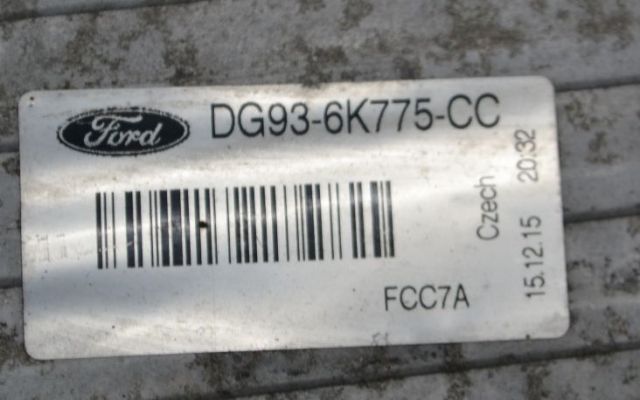 Ford DG93-6K775-CC
Czech
15.12.15 20:32
FCC7A